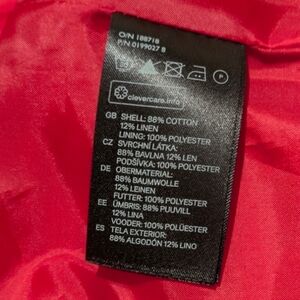 O/N 188718
P/N 0199027 8
P
clevercare.info
GB SHELL: 88% COTTON
12% LINEN
LINING: 100% POLYESTER
CZ SVRCHNÍ LÁTKA:
88% BAVLNA 12% LEN
PODŠÍVKA: 100% POLYESTER
DE OBERMATERIAL:
88% BAUMWOLLE
12% LEINEN
FUTTER: 100% POLYESTER
EE ÜMBRIS: 88% PUUVILL
12% LINA
VOODER: 100% POLÜESTER
ES TELA EXTERIOR:
88% ALGODÓN 12% LINO